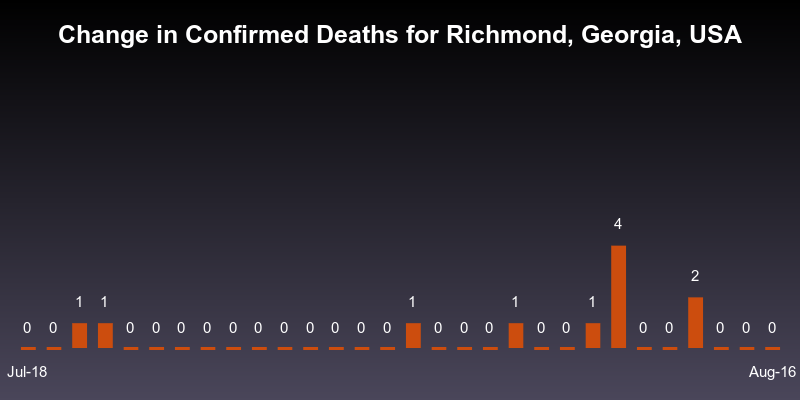 Change in Confirmed Deaths for Richmond, Georgia, USA
4
2
1 1 1 1 1
0 0 0 0 0 0 0 0 0 0 0 0 0 0 0 0 0 0 0 0 0 0 0
Jul-18 Aug-16